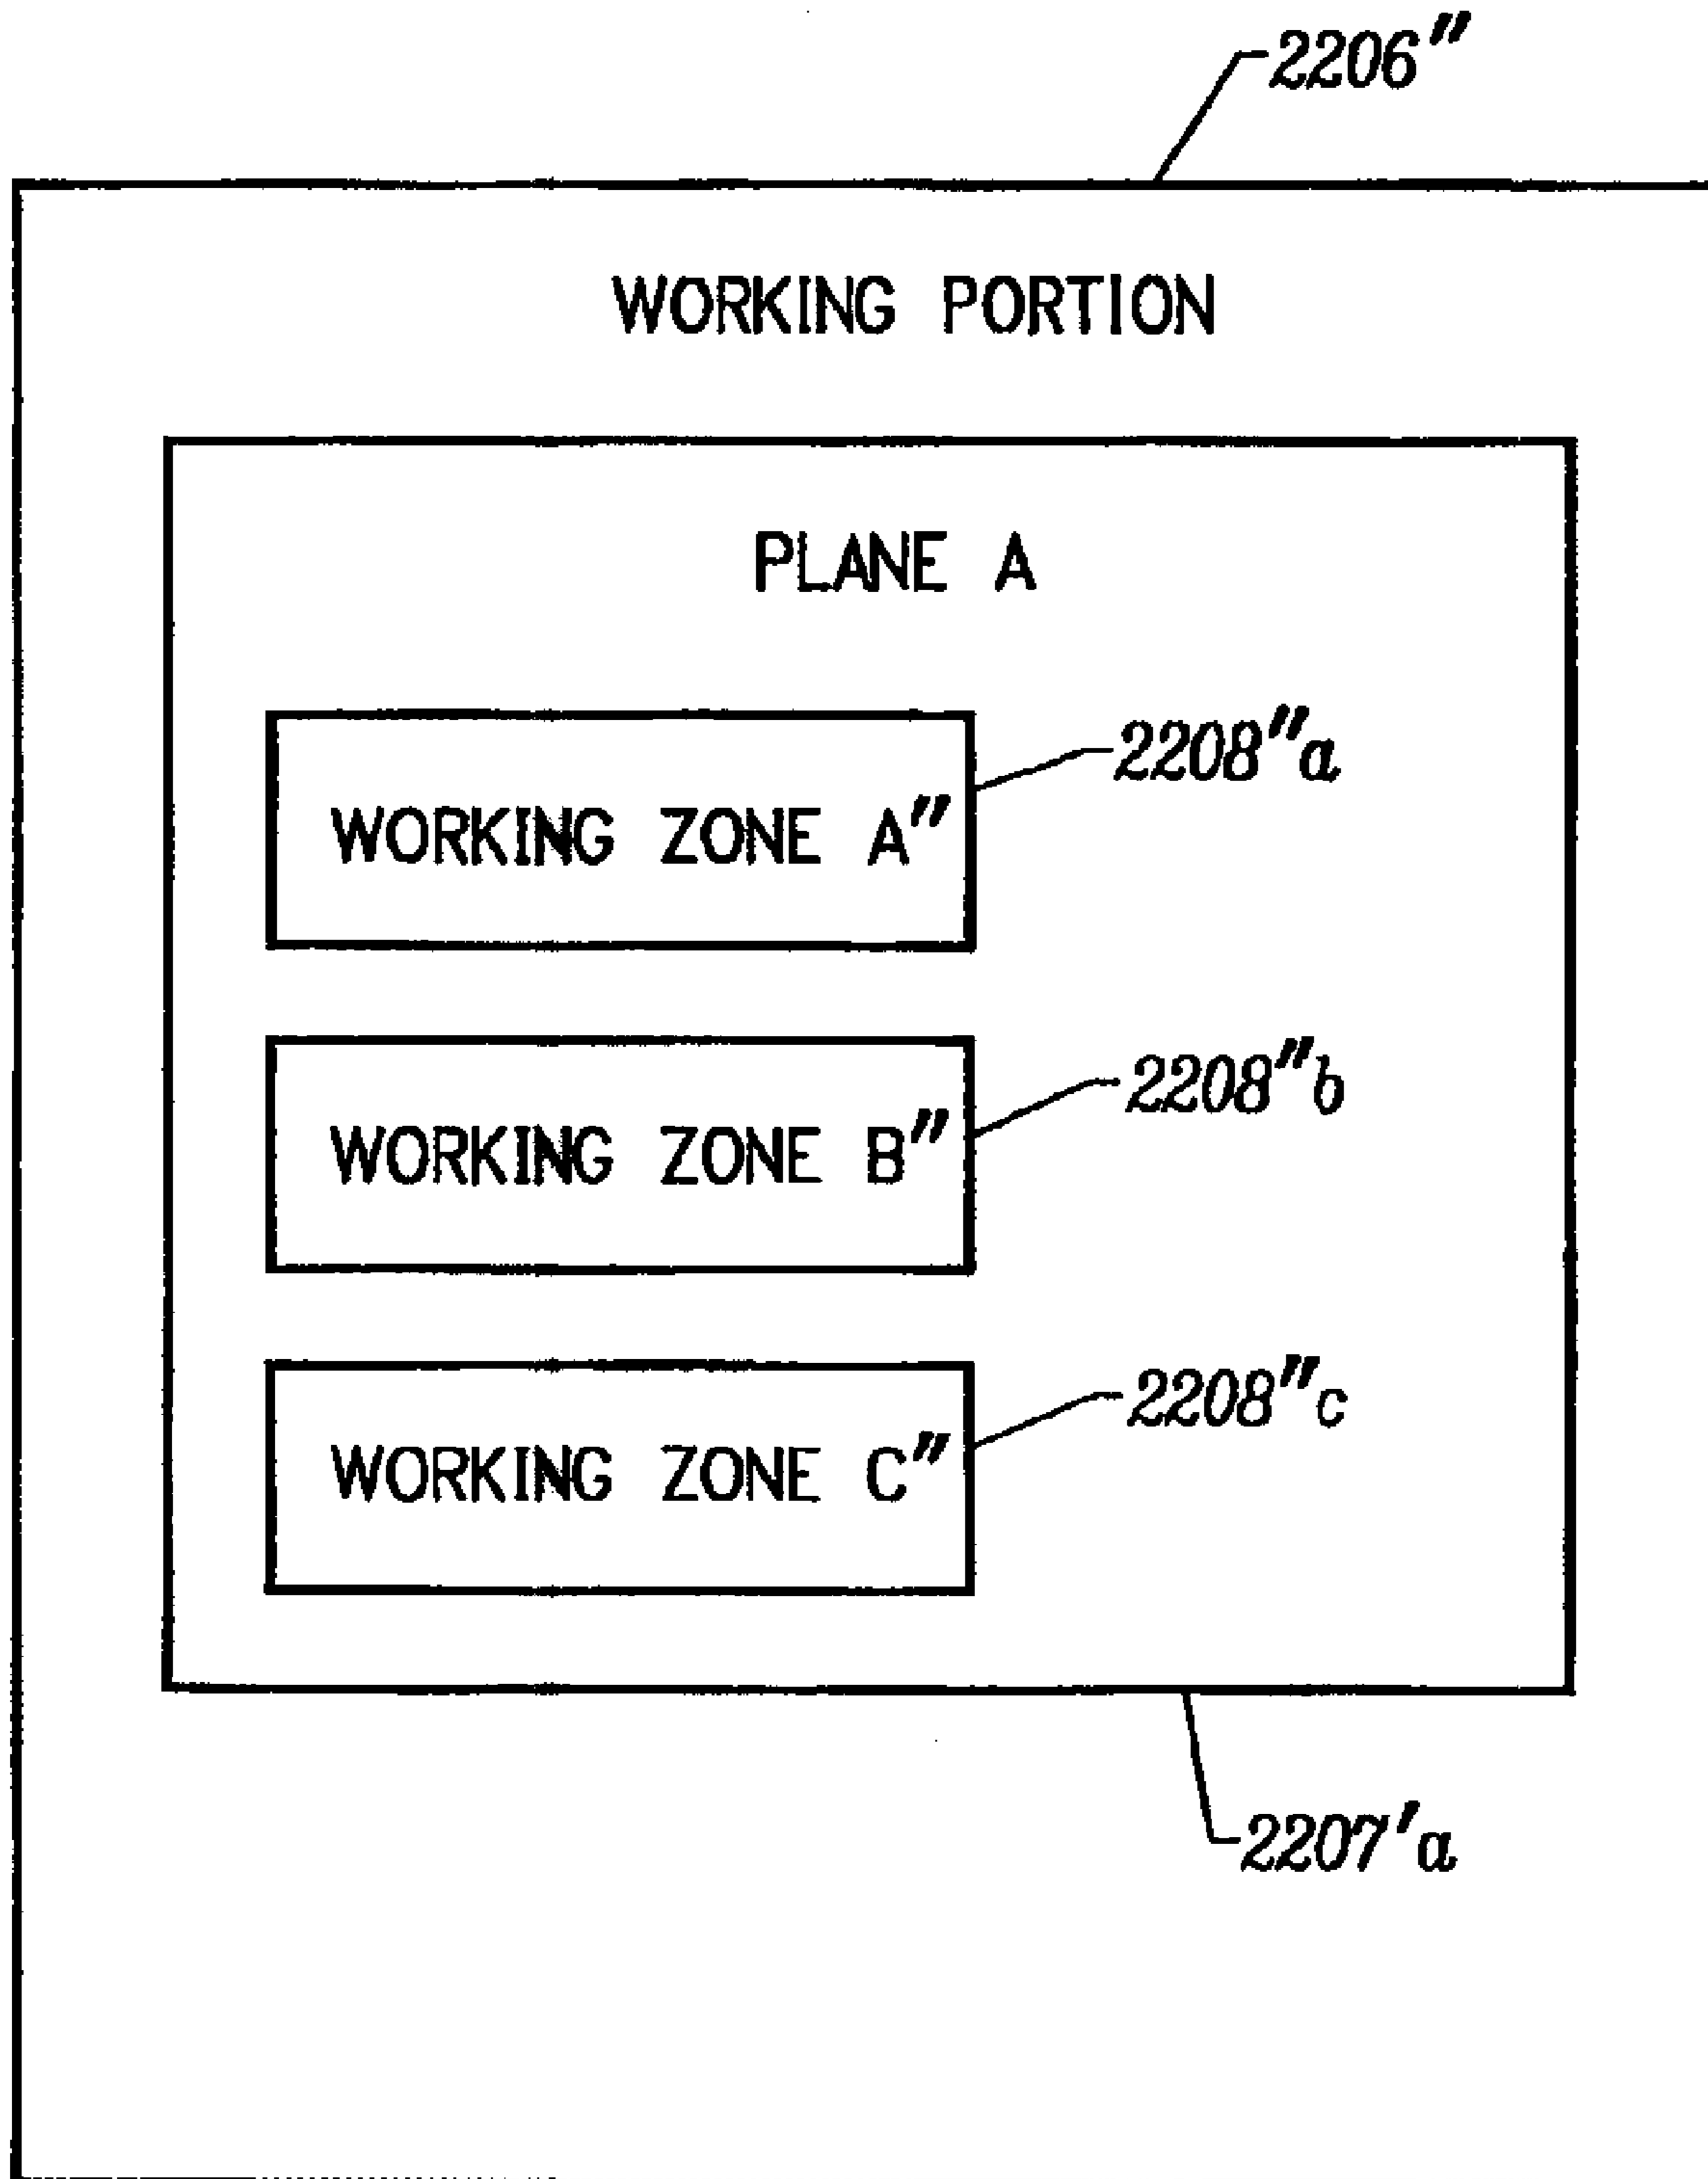 2206"
WORKING PORTION
PLANE A
2208"a
WORKING ZONE A"
2208"b
WORKING ZONE B"
2208"c
WORKING ZONE C"
2207'a